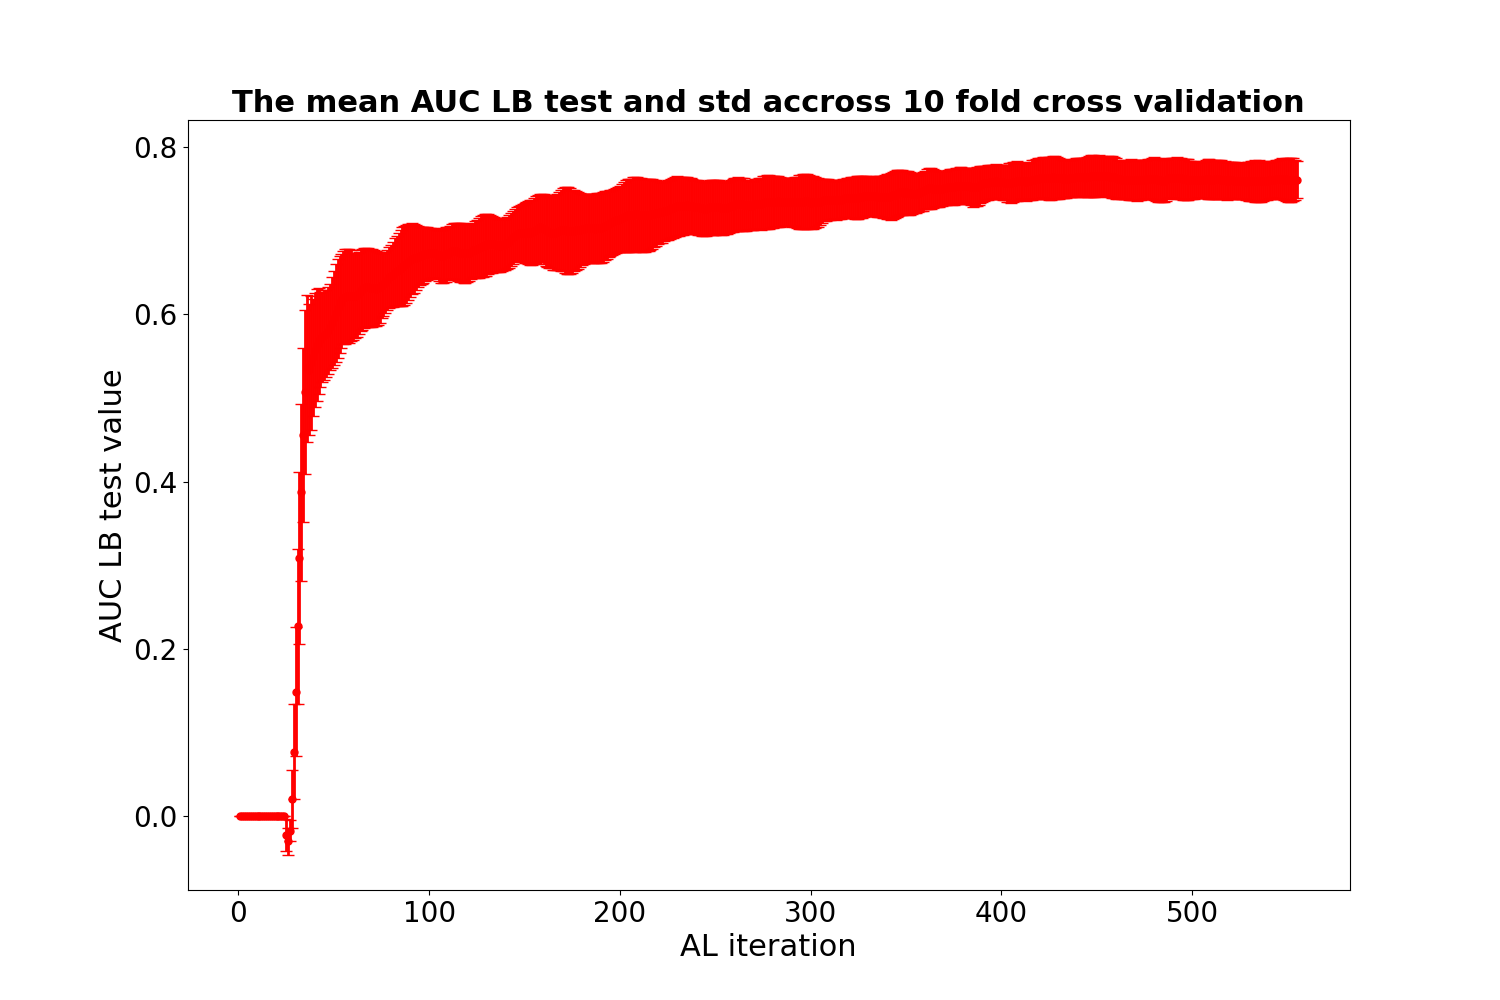 The mean AUC LB test and std accross 10 fold cross validation
0.8
0.6
0.4
0.2
0.0
AUC LB test value
0 100 200 300 400 500
AL iteration